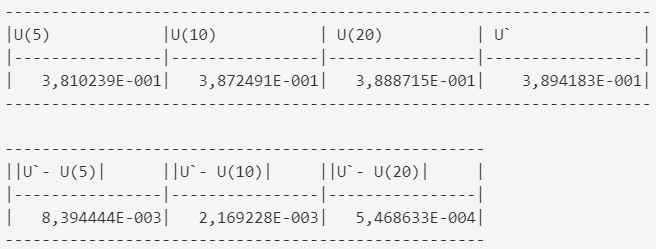 -----------------------------------------------------------------
|U(5)           |U(10)          | U(20)         | U`            |
|---------------|---------------|---------------|---------------|
|   3,810239E-001|   3,872491E-001|   3,888715E-001|   3,894183E-001|
-----------------------------------------------------------------
------------------------------------------------
||U`- U(5)|     ||U`- U(10)|    ||U`- U(20)|    |
|---------------|---------------|---------------|
|   8,394444E-003|   2,169228E-003|   5,468633E-004|
------------------------------------------------